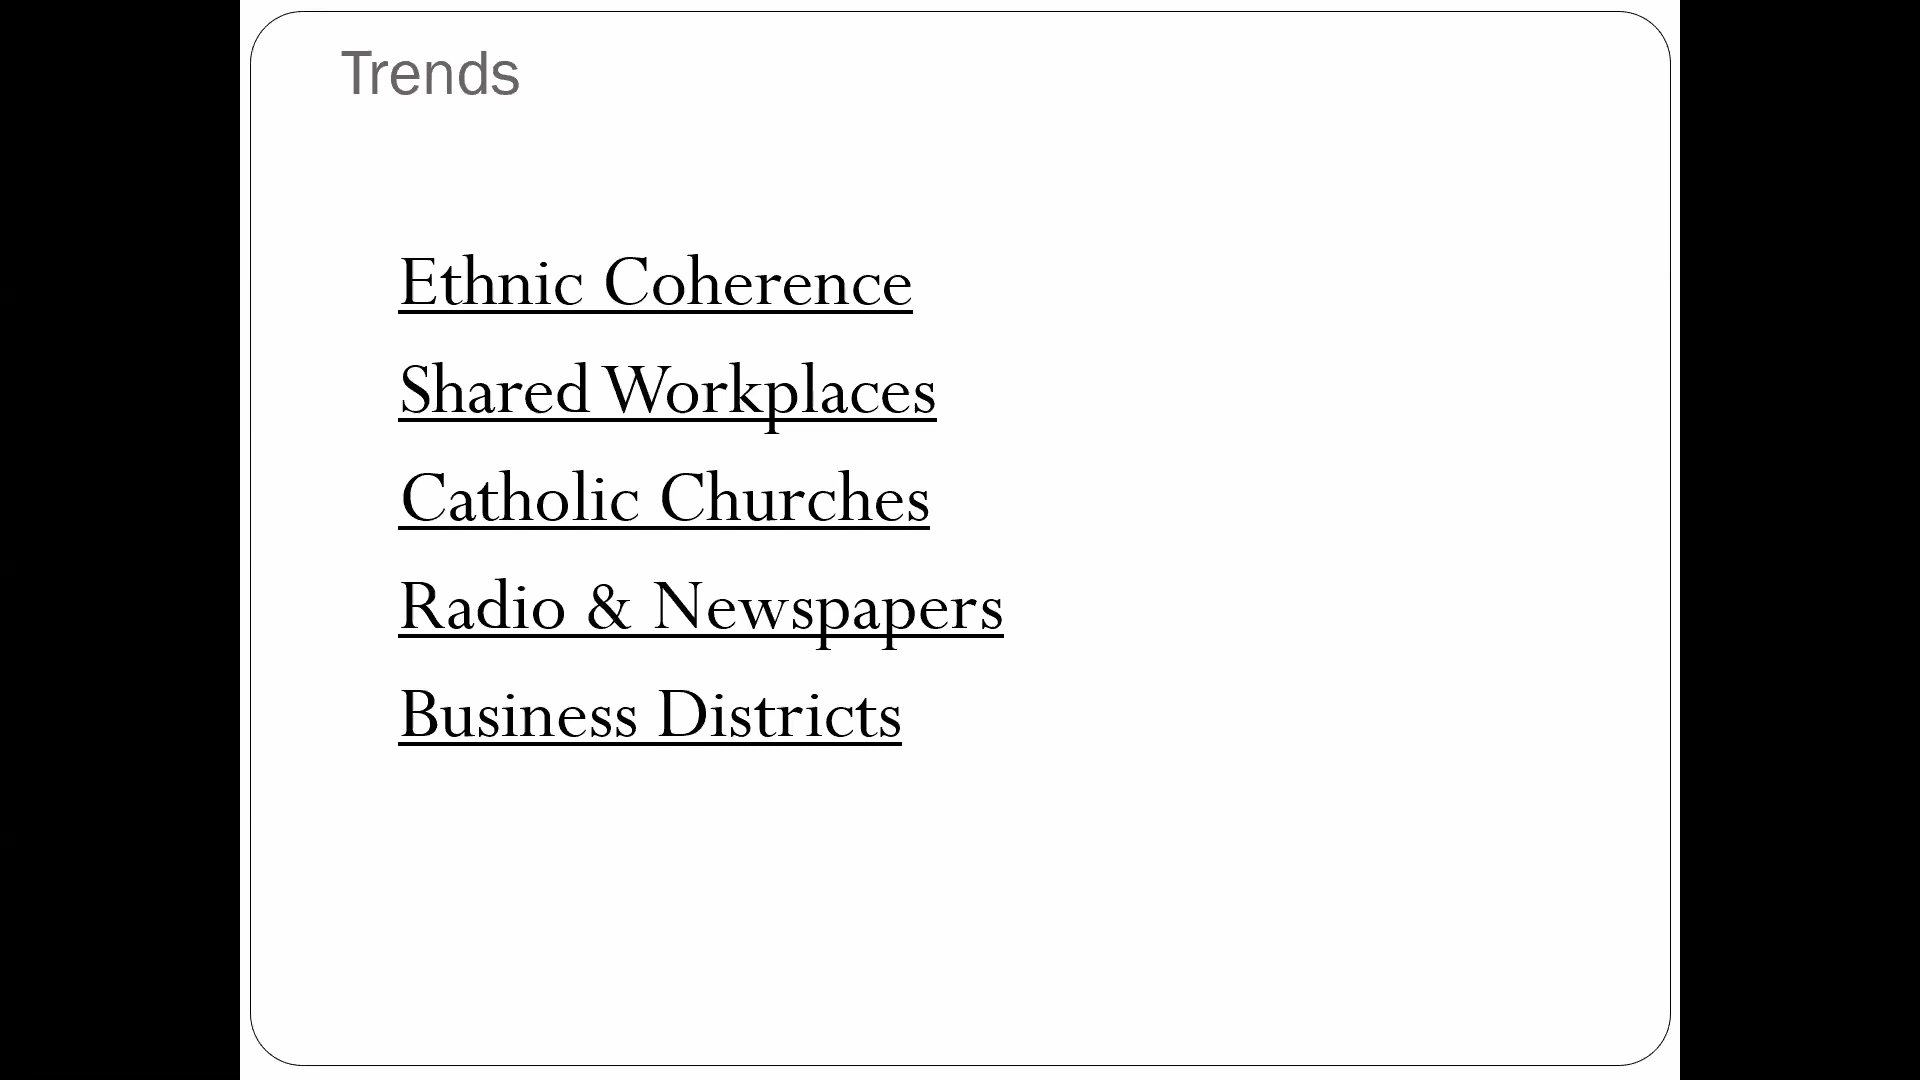 Trends
Ethnic Coherence
Shared Workplaces
Catholic Churches
Radio & Newspapers
Business Districts